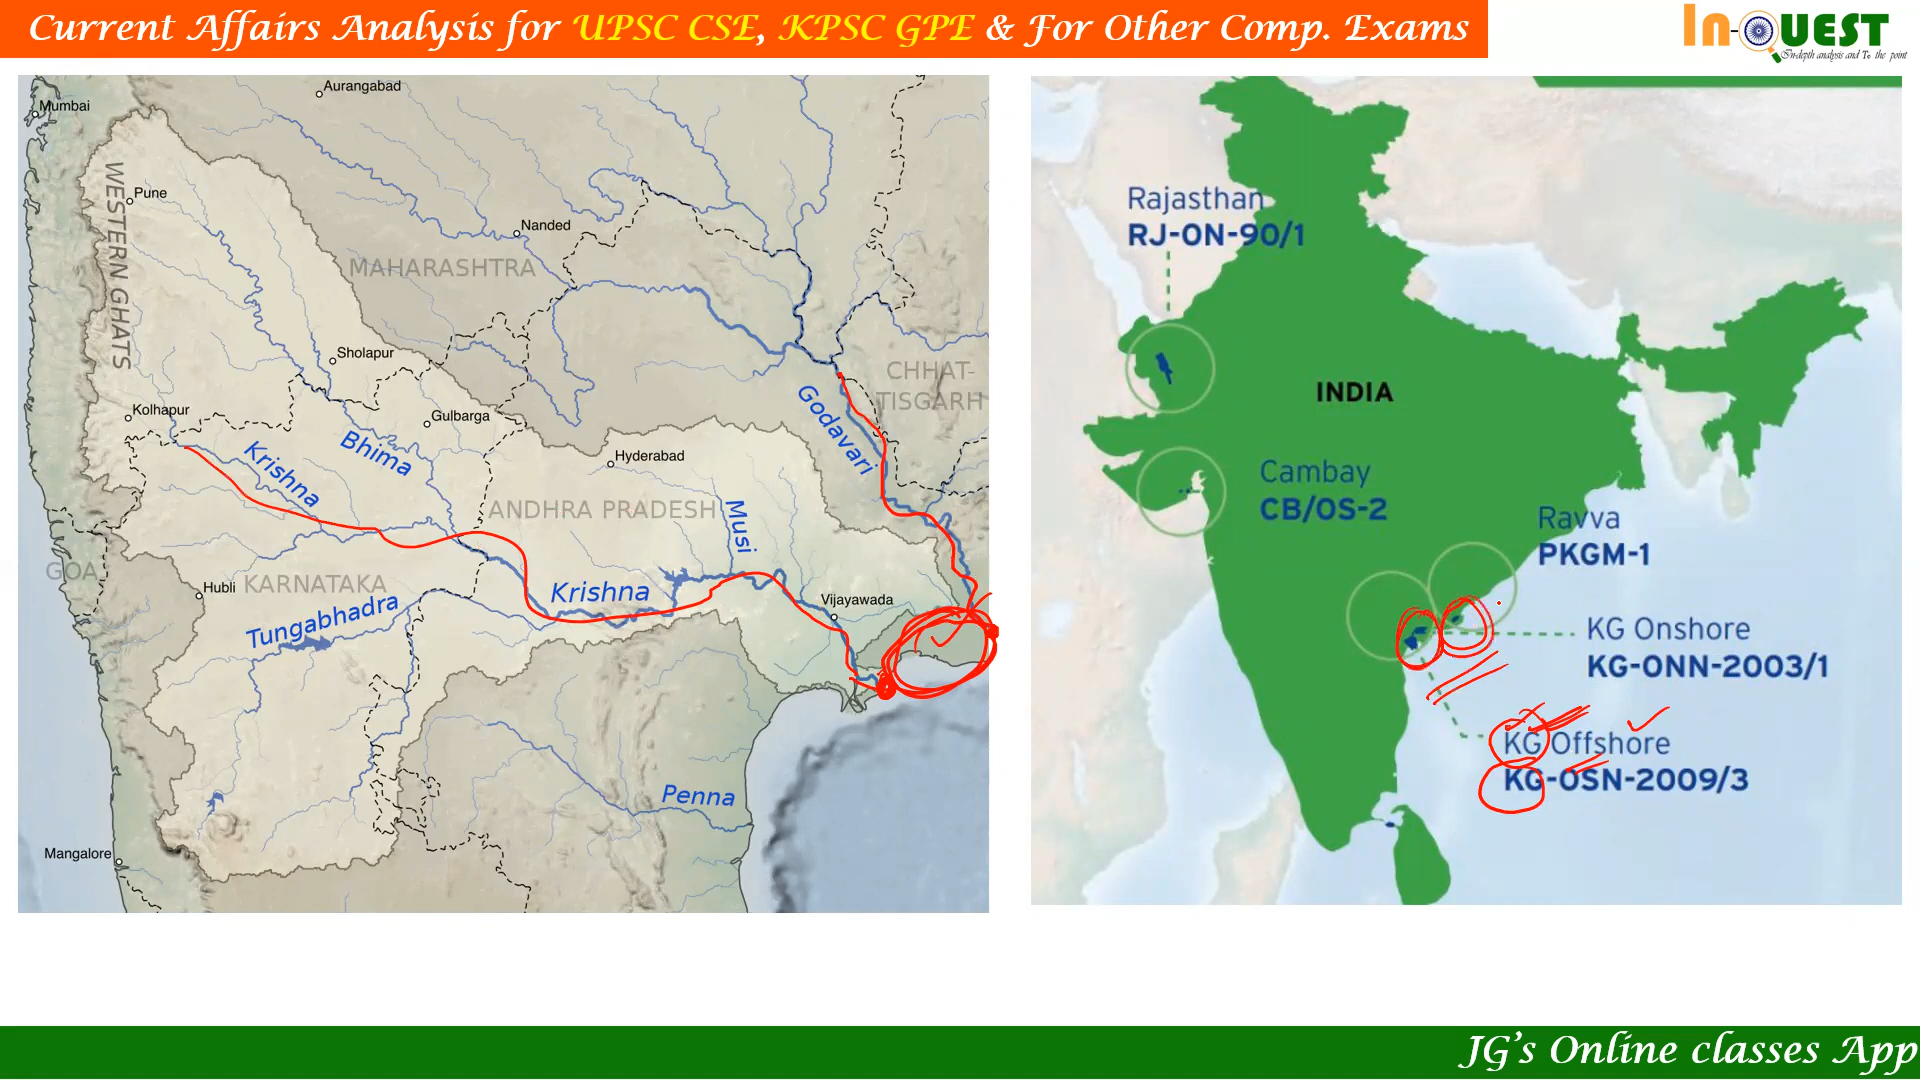 Current Affairs Analysis for UPSC CSE, KPSC GPE & For Other Comp. Exams
In-QUEST
In-depth analysis and To the point
Aurangabad
Mumbai
WESTERN GHATS
Pune
Nanded
MAHARASHTRA
Sholapur
Kolhapur
Gulbarga
Krishna
Bhima
Hyderabad
Godavari
CHHAT-
TISGARH
ANDHRA PRADESH
Musi
GOA
Hubli
KARNATAKA
Tungabhadra
Krishna
Vijayawada
Penna
Mangalore
Rajasthan
RJ-ON-90/1
INDIA
Cambay
CB/OS-2
Ravva
PKGM-1
KG Onshore
KG-ONN-2003/1
KG Offshore
KG-OSN-2009/3
JG's Online classes App